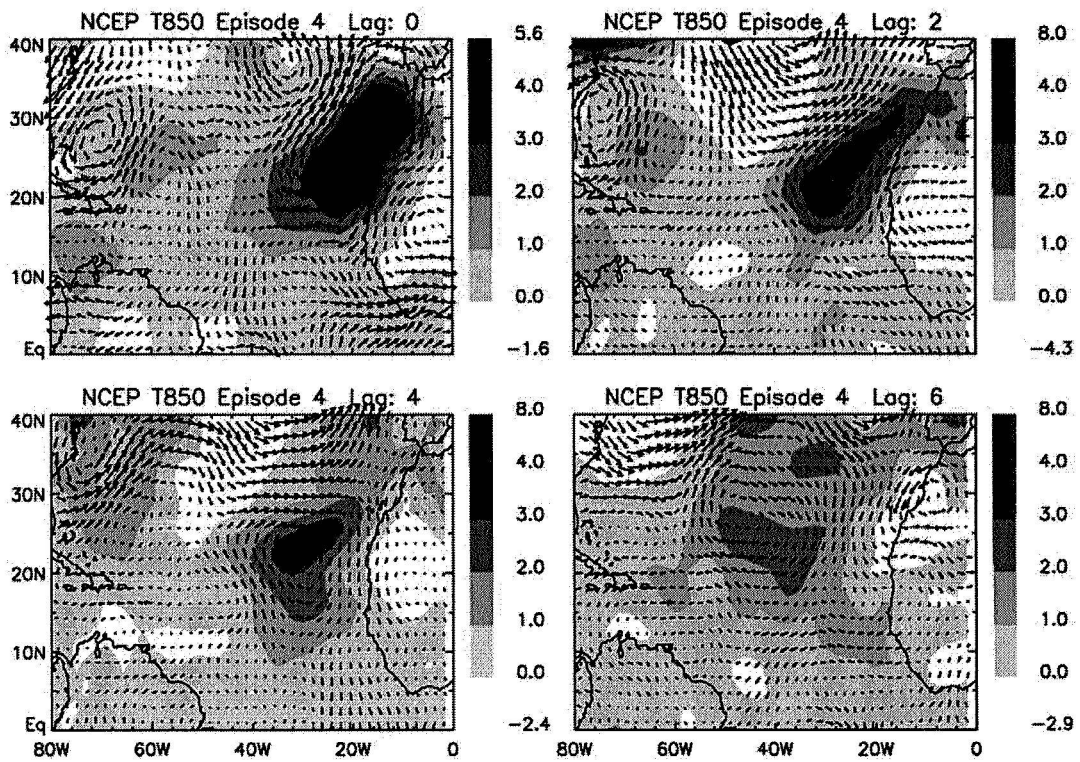 NCEP T850 Episode 4 Lag: 0
40N
30N
20N
10N
Eq
5.6
4.0
3.0
2.0
1.0
0.0
−1.6
NCEP T850 Episode 4 Lag: 2
8.0
4.0
3.0
2.0
1.0
0.0
−4.3
NCEP T850 Episode 4 Lag: 4
40N
30N
20N
10N
Eq
80W
60W
40W
20W
0
8.0
4.0
3.0
2.0
1.0
0.0
−2.4
NCEP T850 Episode 4 Lag: 6
80W
60W
40W
20W
0
8.0
4.0
3.0
2.0
1.0
0.0
−2.9